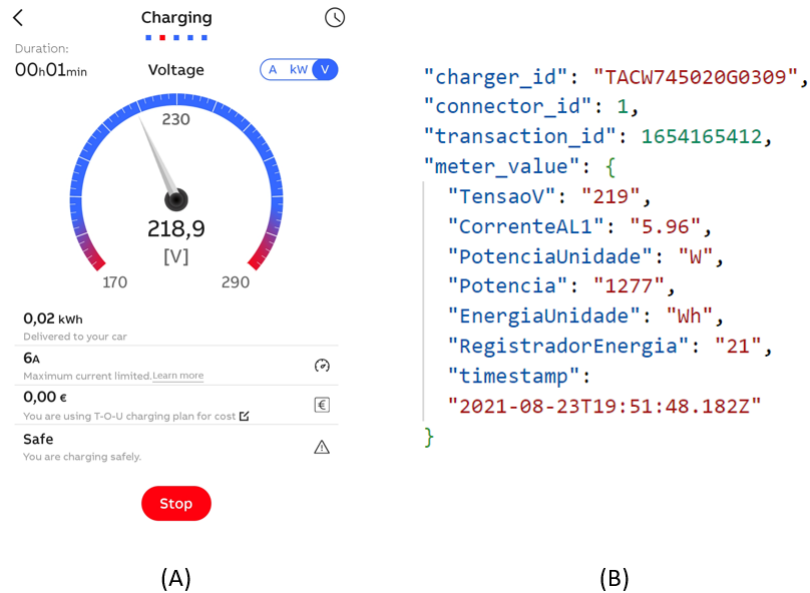 Charging
Duration:
00h01min
Voltage
A kW V
230
218,9
[V]
170
290
0,02 kWh
Delivered to your car
6A
Maximum current limited.Learn more
0,00 €
You are using T-O-U charging plan for cost
€
Safe
You are charging safely.
Stop
(A)
"charger_id": "TACW745020G0309",
"connector_id": 1,
"transaction_id": 1654165412,
"meter_value": {
"TensaoV": "219",
"CorrenteAL1": "5.96",
"PotenciaUnidade": "W",
"Potencia": "1277",
"EnergiaUnidade": "Wh",
"RegistradorEnergia": "21",
"timestamp":
"2021-08-23T19:51:48.182Z"
}
(B)